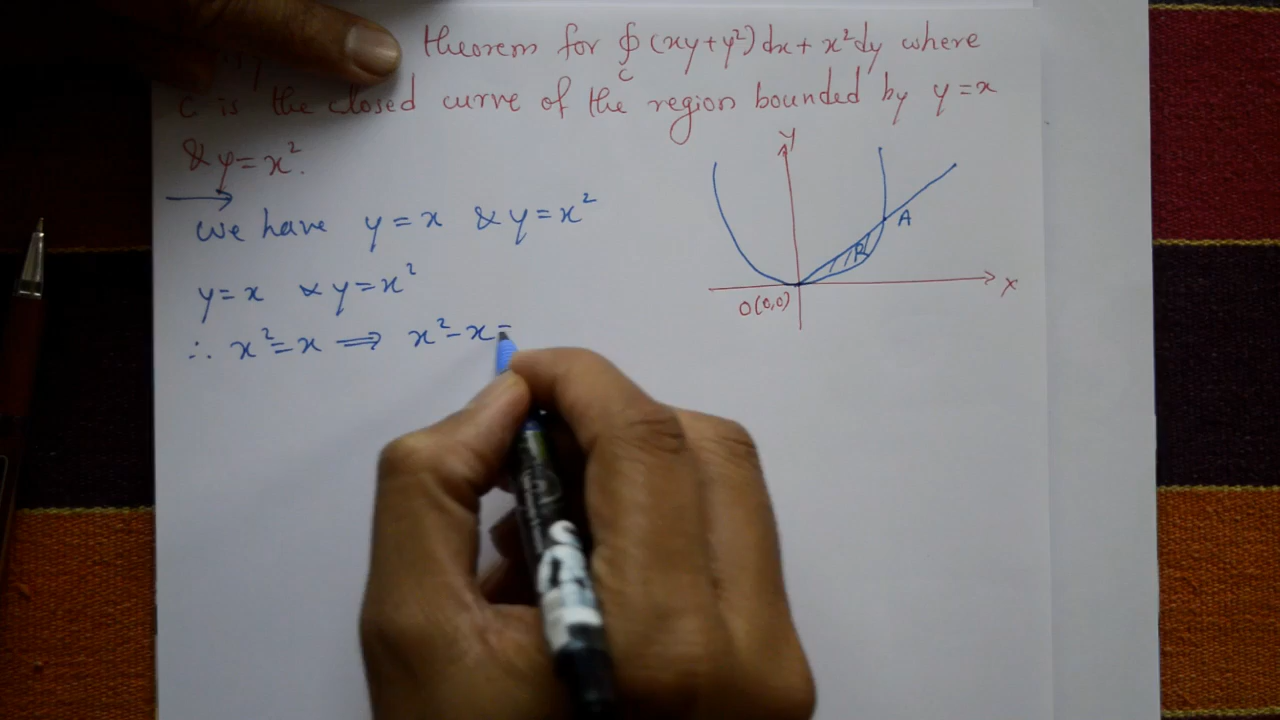 theorem for ∮ (xy+y²) dx + x²dy where
C
C is the closed curve of the region bounded by y = x
& y = x².
We have y = x & y = x²
y = x & y = x²
∴ x² = x ⟹ x² - x =
Y
A
R
X
O(0,0)